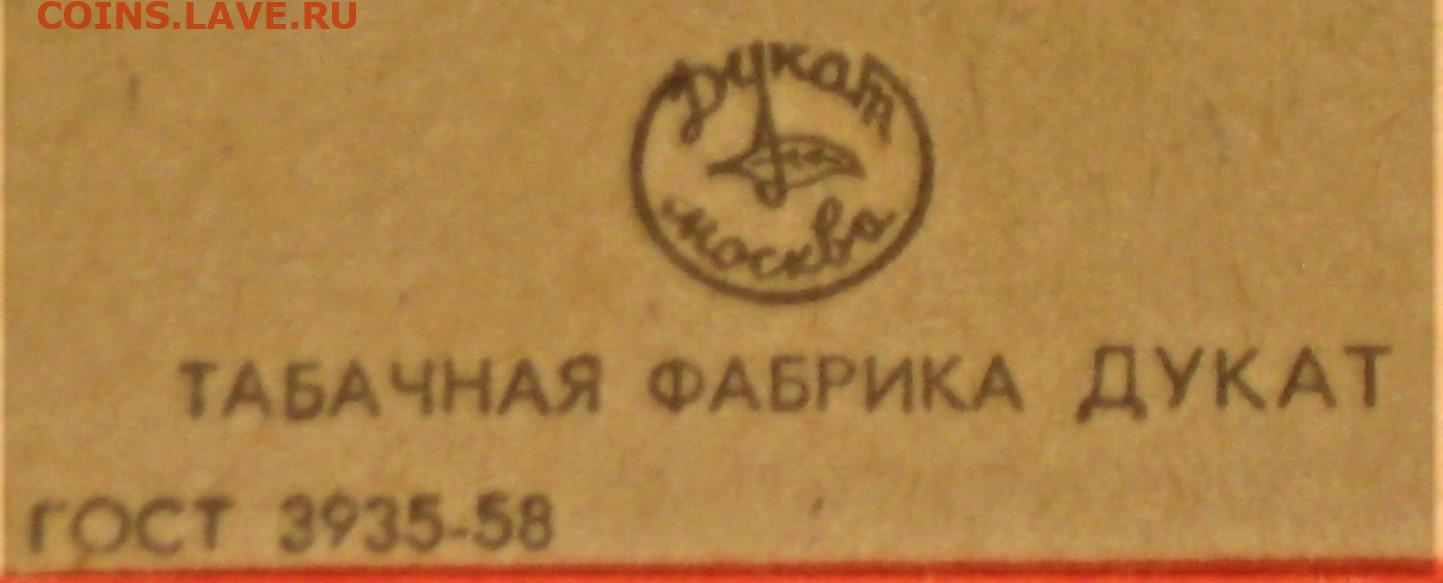 COINS.LAVE.RU
Дукат
москва
ТАБАЧНАЯ ФАБРИКА ДУКАТ
ГОСТ 3935-58